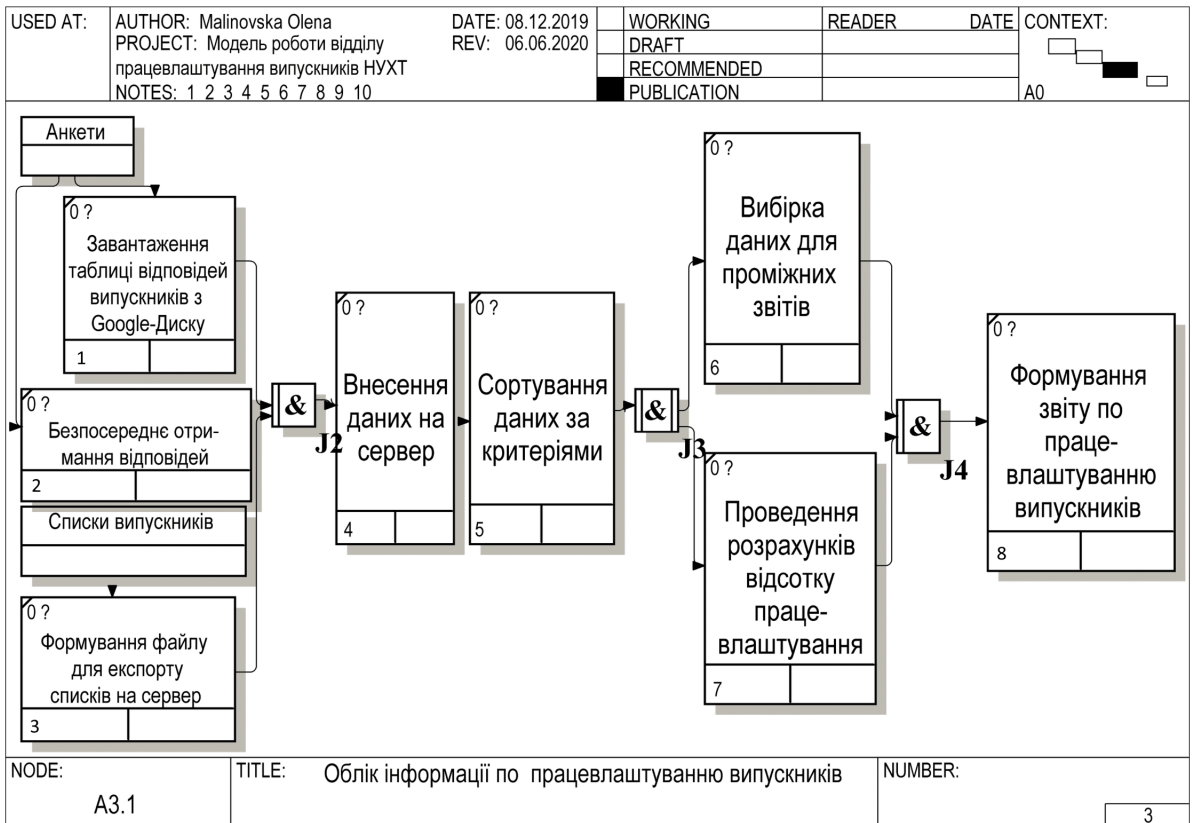 USED AT:
AUTHOR: Malinovska Olena
DATE: 08.12.2019
PROJECT: Модель роботи відділу
REV: 06.06.2020
працевлаштування випускників НУХТ
NOTES: 1 2 3 4 5 6 7 8 9 10
WORKING
DRAFT
RECOMMENDED
PUBLICATION
READER
DATE
CONTEXT:
A0
Анкети
0 ?
Завантаження
таблиці відповідей
випускників з
Google-Диску
1
0 ?
Безпосереднє отри-
мання відповідей
2
Списки випускників
0 ?
Формування файлу
для експорту
списків на сервер
3
&
J2
0 ?
Внесення
даних на
сервер
4
0 ?
Сортування
даних за
критеріями
5
&
J3
0 ?
Вибірка
даних для
проміжних
звітів
6
0 ?
Проведення
розрахунків
відсотку
праце-
влаштування
7
&
J4
0 ?
Формування
звіту по
праце-
влаштуванню
випускників
8
NODE:
A3.1
TITLE:
Облік інформації по працевлаштуванню випускників
NUMBER:
3